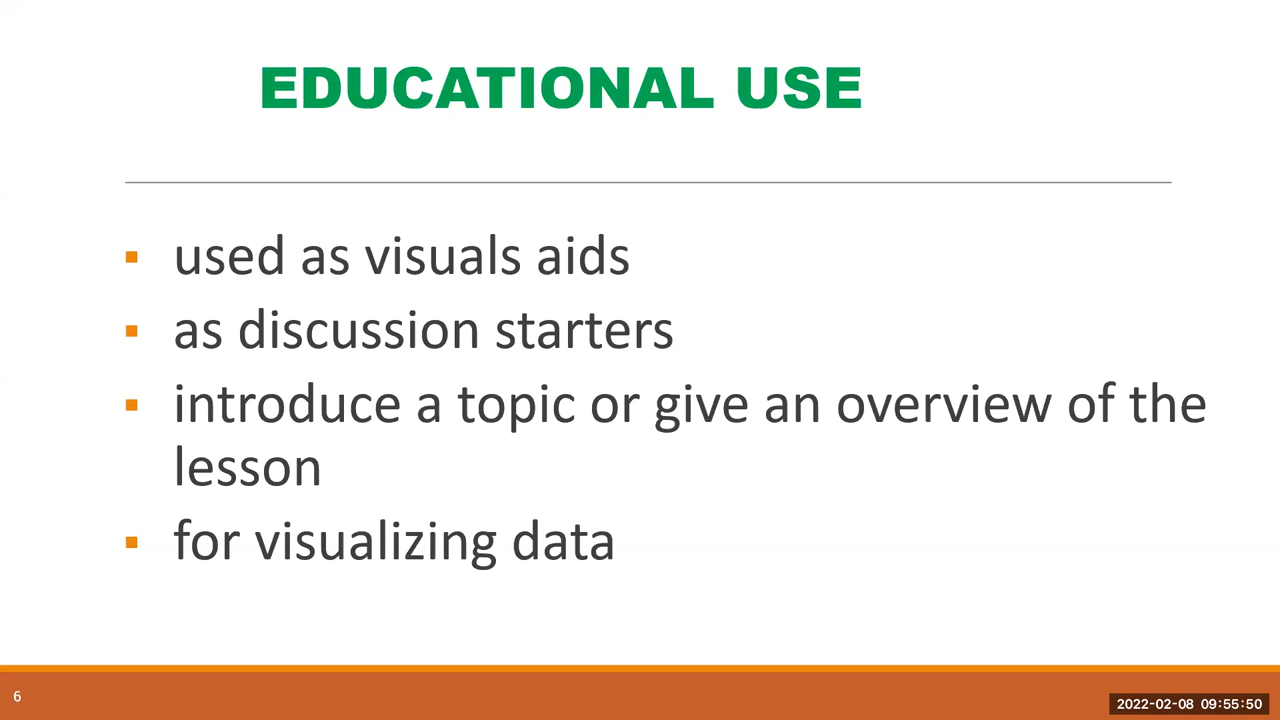 EDUCATIONAL USE
▪ used as visuals aids
▪ as discussion starters
▪ introduce a topic or give an overview of the
lesson
▪ for visualizing data
6
2022-02-08 09:55:50